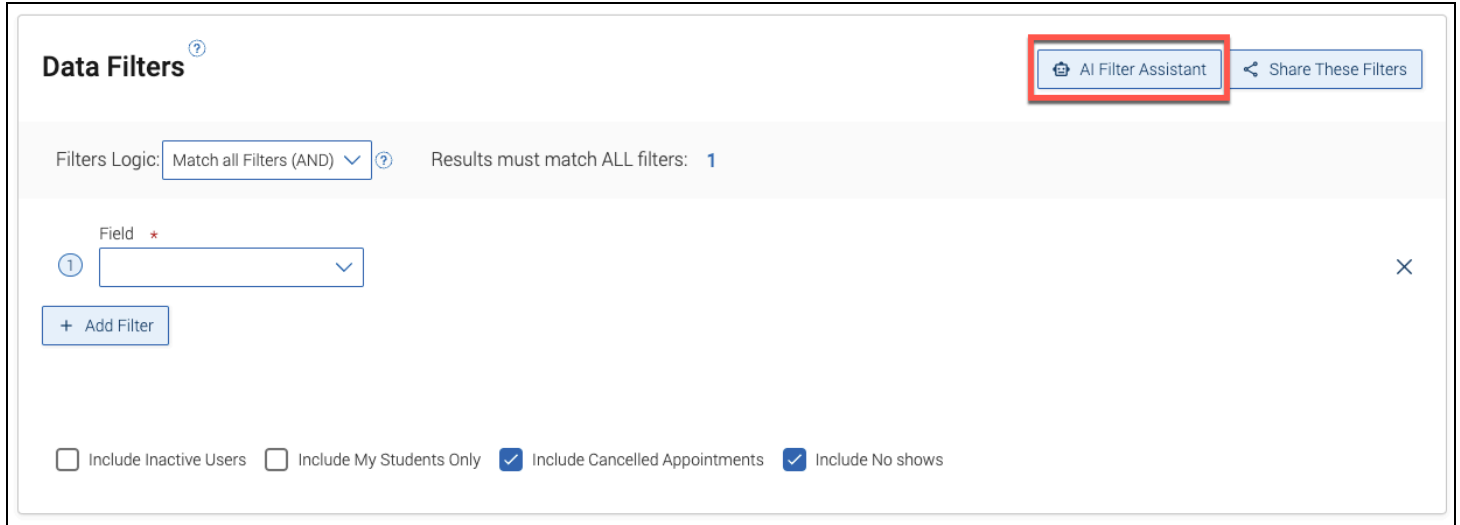 Data Filters ?
AI Filter Assistant
Share These Filters
Filters Logic: Match all Filters (AND) ? Results must match ALL filters: 1
Field *
1
+ Add Filter
Include Inactive Users Include My Students Only Include Cancelled Appointments Include No shows